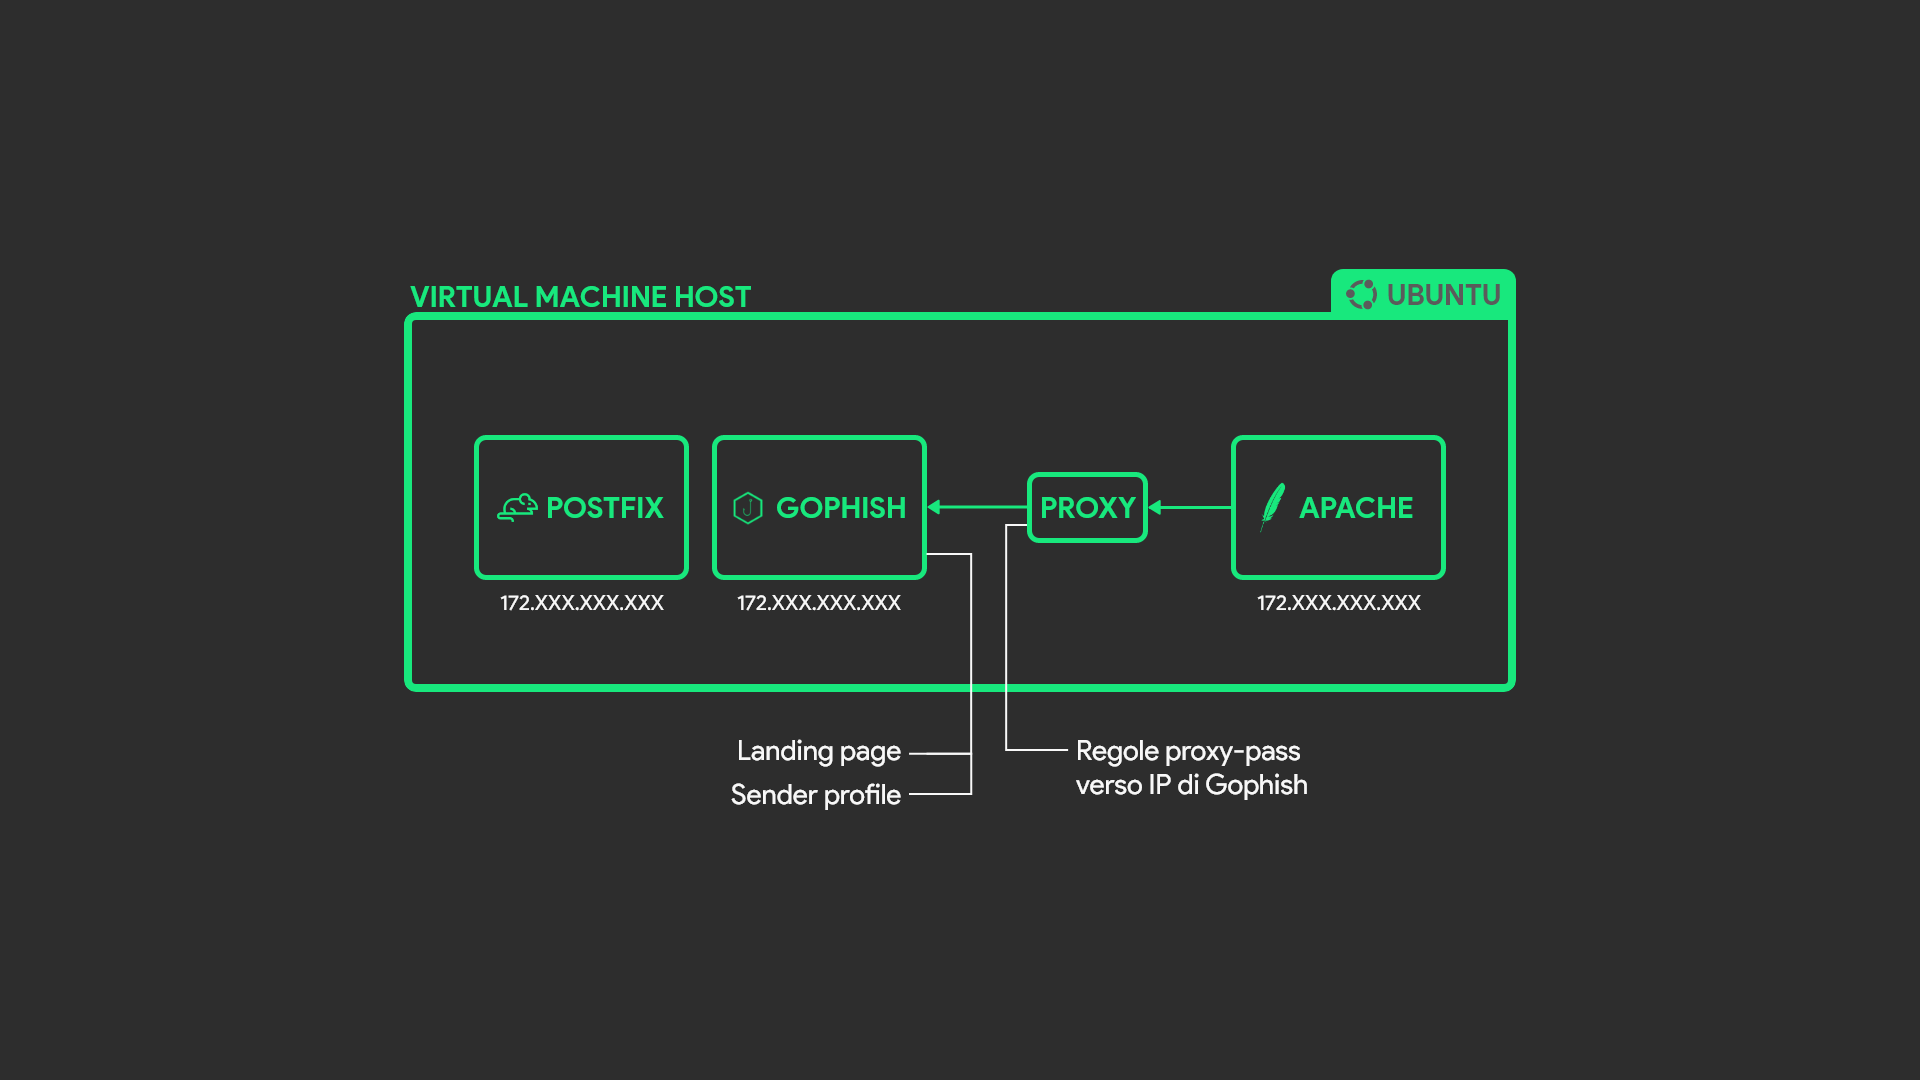 VIRTUAL MACHINE HOST
UBUNTU
POSTFIX
GOPHISH
PROXY
APACHE
172.XXX.XXX.XXX
172.XXX.XXX.XXX
172.XXX.XXX.XXX
Landing page
Sender profile
Regole proxy-pass
verso IP di Gophish